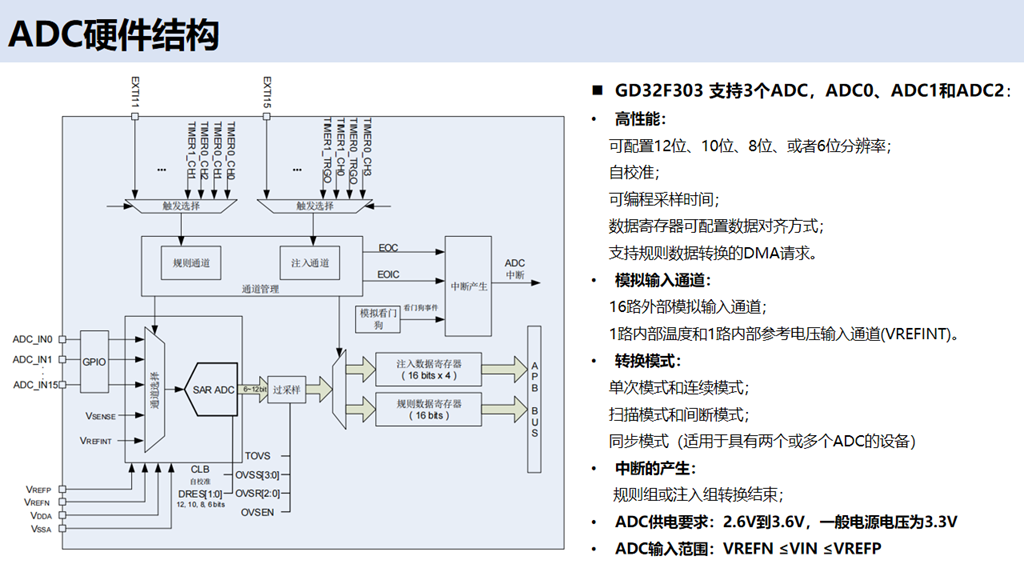 ADC硬件结构
EXTI11
EXTI15
TIMER1_CH1
TIMER0_CH2
TIMER0_CH1
TIMER0_CH0
...
TIMER1_TRGO
TIMER1_CH0
TIMER0_TRGO
TIMER0_CH3
...
触发选择
触发选择
规则通道
注入通道
通道管理
EOC
EOIC
中断产生
ADC
中断
模拟看门
狗
看门狗事件
ADC_IN0
ADC_IN1
ADC_IN15
GPIO
VSENSE
VREFINT
通道选择
SAR ADC
6~12bit
过采样
注入数据寄存器
( 16 bits x 4 )
规则数据寄存器
( 16 bits )
APB BUS
CLB
自校准
DRES[1:0]
12, 10, 8, 6 bits
TOVS
OVSS[3:0]
OVSR[2:0]
OVSEN
VREFP
VREFN
VDDA
VSSA
■ GD32F303 支持3个ADC，ADC0、ADC1和ADC2：
• 高性能：
可配置12位、10位、8位、或者6位分辨率；
自校准；
可编程采样时间；
数据寄存器可配置数据对齐方式；
支持规则数据转换的DMA请求。
• 模拟输入通道：
16路外部模拟输入通道；
1路内部温度和1路内部参考电压输入通道(VREFINT)。
• 转换模式：
单次模式和连续模式；
扫描模式和间断模式；
同步模式（适用于具有两个或多个ADC的设备）
• 中断的产生：
规则组或注入组转换结束；
• ADC供电要求：2.6V到3.6V，一般电源电压为3.3V
• ADC输入范围：VREFN ≤VIN ≤VREFP